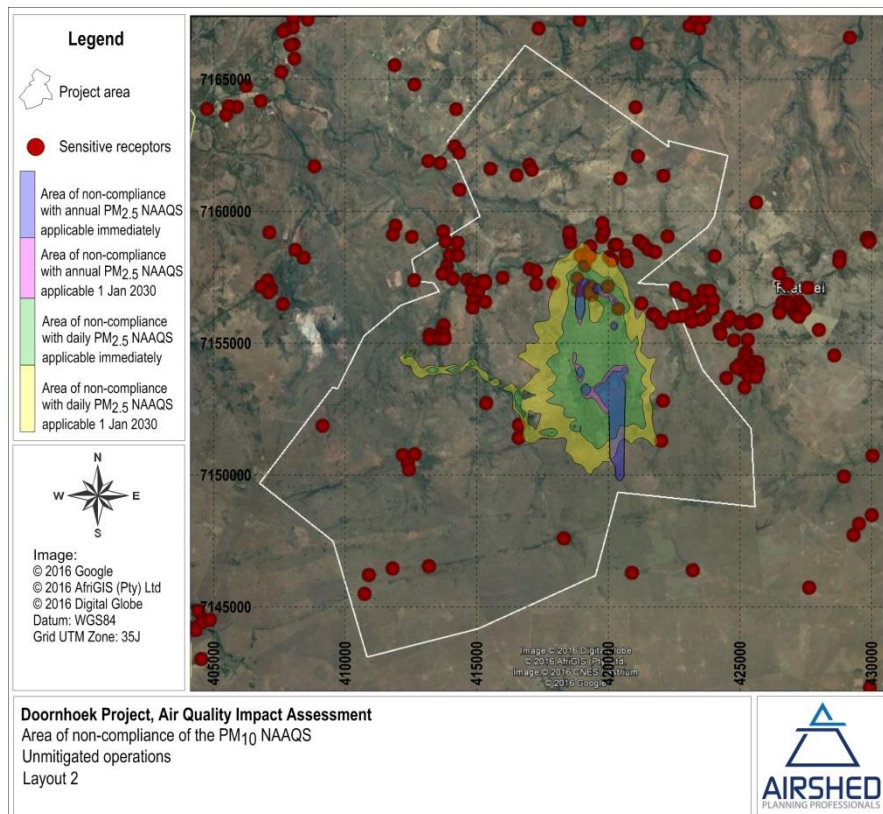 Legend
Project area
Sensitive receptors
Area of non-compliance
with annual PM2.5 NAAQS
applicable immediately
Area of non-compliance
with annual PM2.5 NAAQS
applicable 1 Jan 2030
Area of non-compliance
with daily PM2.5 NAAQS
applicable immediately
Area of non-compliance
with daily PM2.5 NAAQS
applicable 1 Jan 2030
N
W E
S
Image:
© 2016 Google
© 2016 AfriGIS (Pty) Ltd
© 2016 Digital Globe
Datum: WGS84
Grid UTM Zone: 35J
7165000
7160000
7155000
7150000
7145000
405000
410000
415000
420000
425000
430000
Image © 2016 DigitalGlobe
© 2016 AfriGIS (Pty) Ltd.
Image © 2016 CNES / Astrium
© 2016 Google
Doornhoek Project, Air Quality Impact Assessment
Area of non-compliance of the PM10 NAAQS
Unmitigated operations
Layout 2
AIRSHED
PLANNING PROFESSIONALS